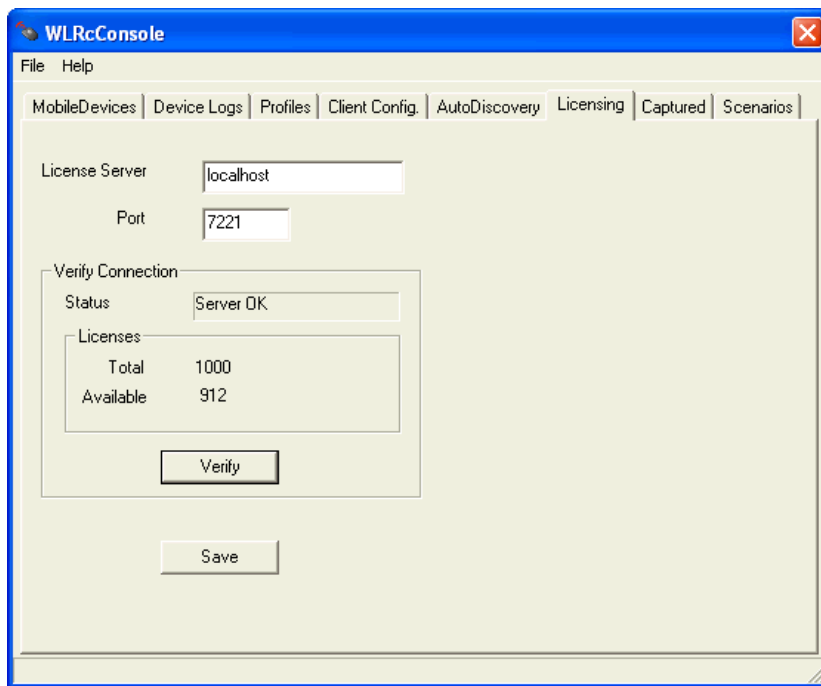 WLRcConsole
File Help
MobileDevices Device Logs Profiles Client Config. AutoDiscovery Licensing Captured Scenarios
License Server localhost
Port 7221
Verify Connection
Status Server OK
Licenses
Total 1000
Available 912
Verify
Save